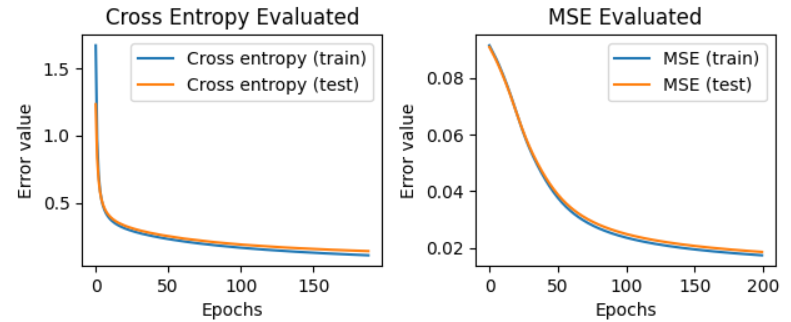 Cross Entropy Evaluated
Cross entropy (train)
Cross entropy (test)
1.5
1.0
0.5
Error value
0 50 100 150
Epochs
MSE Evaluated
MSE (train)
MSE (test)
0.08
0.06
0.04
0.02
Error value
0 50 100 150 200
Epochs